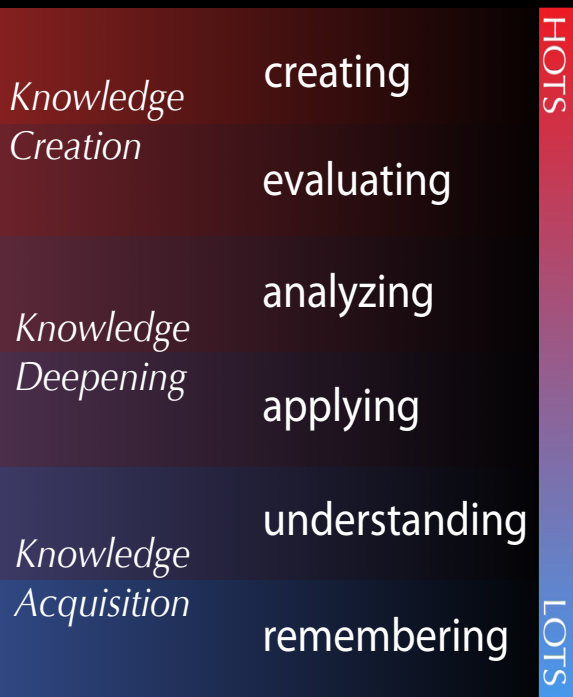 creating
Knowledge
Creation
evaluating
analyzing
Knowledge
Deepening
applying
understanding
Knowledge
Acquisition
remembering
HOTS
LOTS